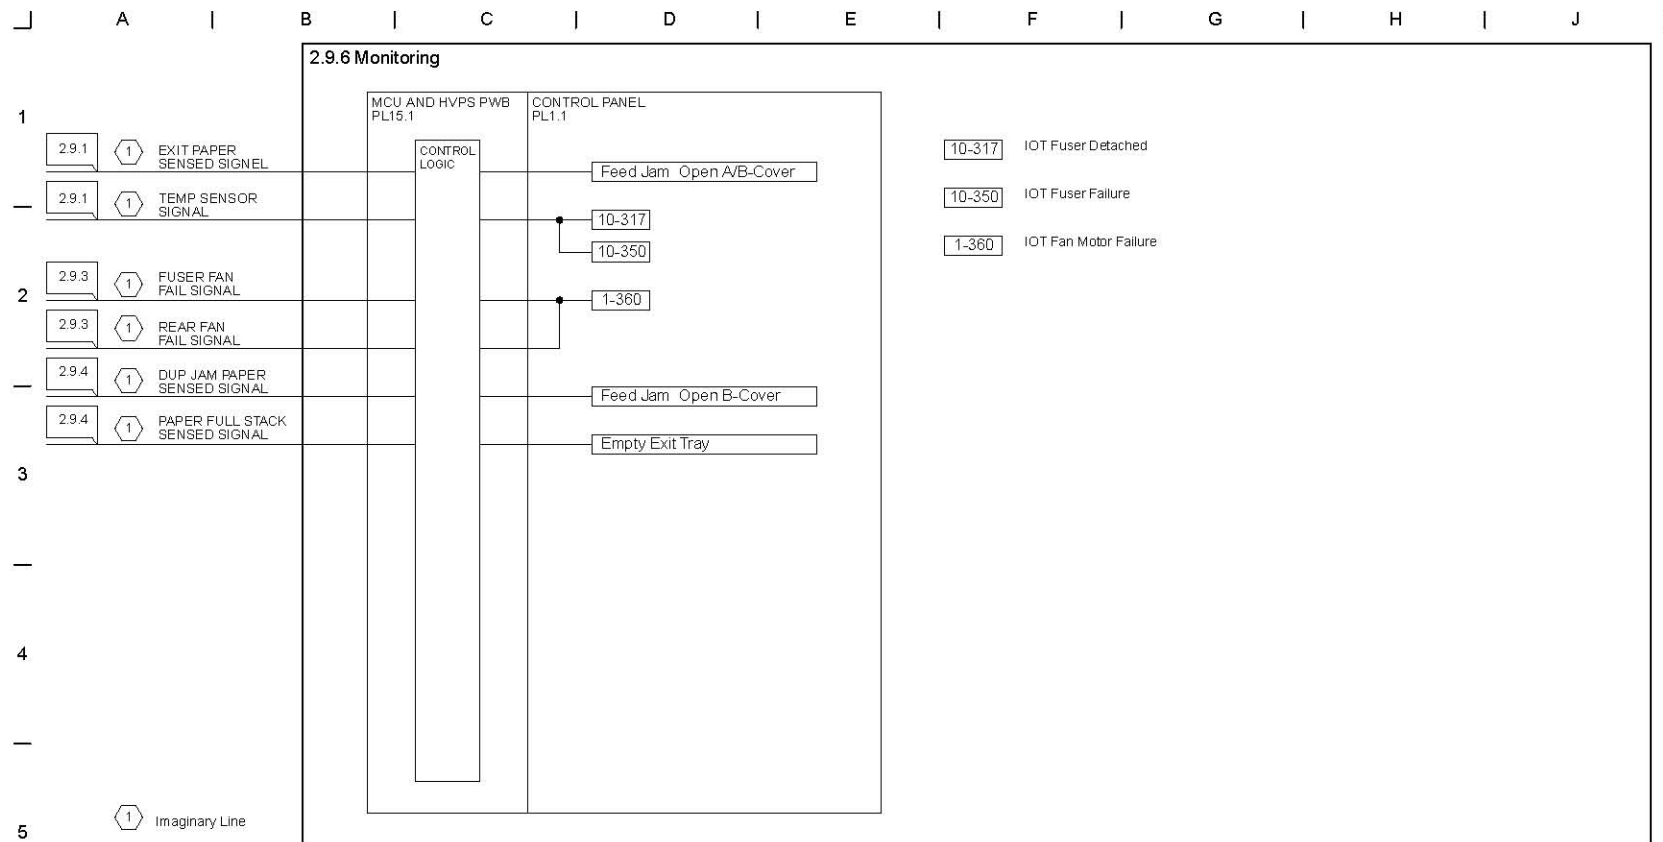 A | B | C | D | E | F | G | H | J
2.9.6 Monitoring
MCU AND HVPS PWB
PL15.1
CONTROL PANEL
PL1.1
1
2.9.1
1
EXIT PAPER
SENSED SIGNEL
CONTROL
LOGIC
Feed Jam Open A/B-Cover
10-317
IOT Fuser Detached
2.9.1
1
TEMP SENSOR
SIGNAL
10-317
10-350
IOT Fuser Failure
10-350
1-360
IOT Fan Motor Failure
2
2.9.3
1
FUSER FAN
FAIL SIGNAL
1-360
2.9.3
1
REAR FAN
FAIL SIGNAL
2.9.4
1
DUP JAM PAPER
SENSED SIGNAL
Feed Jam Open B-Cover
2.9.4
1
PAPER FULL STACK
SENSED SIGNAL
Empty Exit Tray
3
4
1
Imaginary Line
5